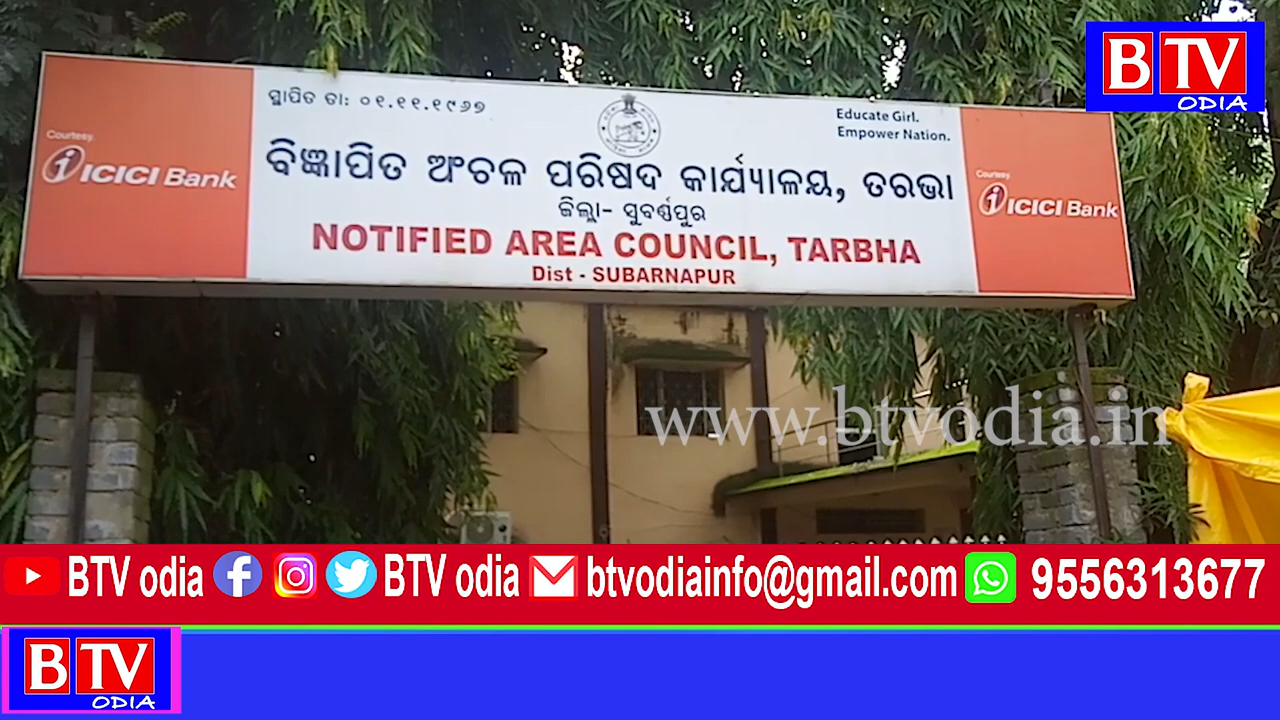 BTV
ODIA
Courtesy.
ICICI Bank
ସ୍ଥାପିତ ତା: ୦୧.୧୧.୧୯୬୭
Educate Girl.
Empower Nation.
ବିଜ୍ଞାପିତ ଅଂଚଳ ପରିଷଦ କାର୍ଯ୍ୟାଳୟ, ତରଭା
ଜିଲ୍ଲା- ସୁବର୍ଣ୍ଣପୁର
NOTIFIED AREA COUNCIL, TARBHA
Dist - SUBARNAPUR
Courtesy.
ICICI Bank
www.btvodia.in
BTV odia BTV odia btvodiainfo@gmail.com 9556313677
BTV
ODIA